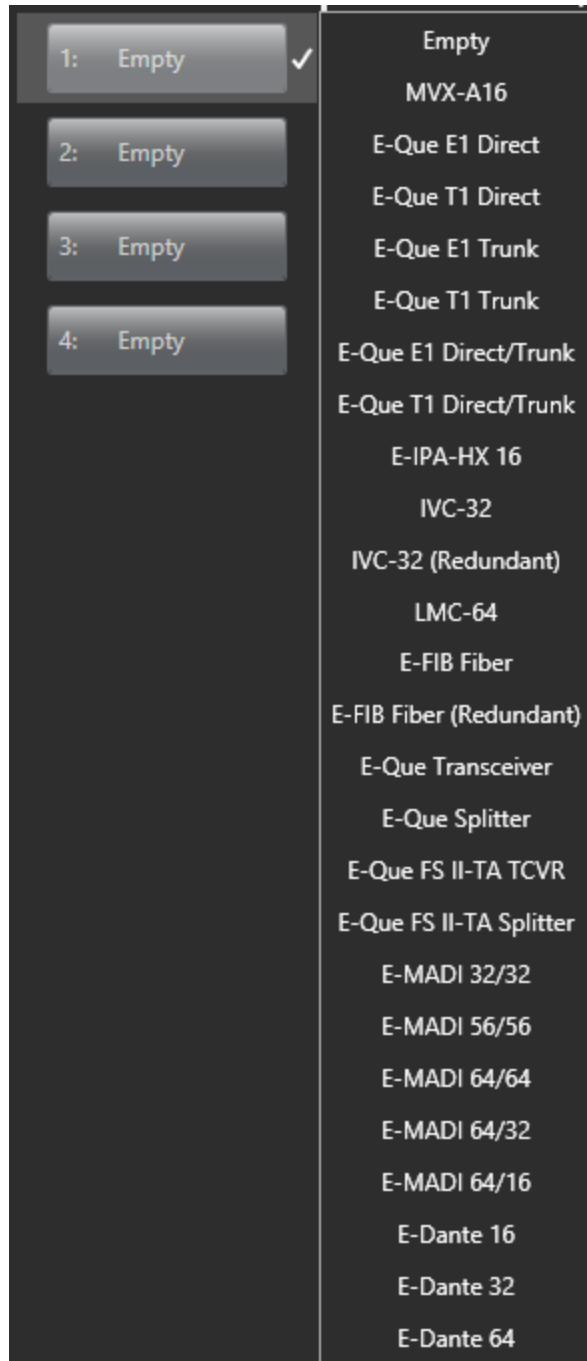 1: Empty ✓
2: Empty
3: Empty
4: Empty
Empty
MVX-A16
E-Que E1 Direct
E-Que T1 Direct
E-Que E1 Trunk
E-Que T1 Trunk
E-Que E1 Direct/Trunk
E-Que T1 Direct/Trunk
E-IPA-HX 16
IVC-32
IVC-32 (Redundant)
LMC-64
E-FIB Fiber
E-FIB Fiber (Redundant)
E-Que Transceiver
E-Que Splitter
E-Que FS II-TA TCVR
E-Que FS II-TA Splitter
E-MADI 32/32
E-MADI 56/56
E-MADI 64/64
E-MADI 64/32
E-MADI 64/16
E-Dante 16
E-Dante 32
E-Dante 64